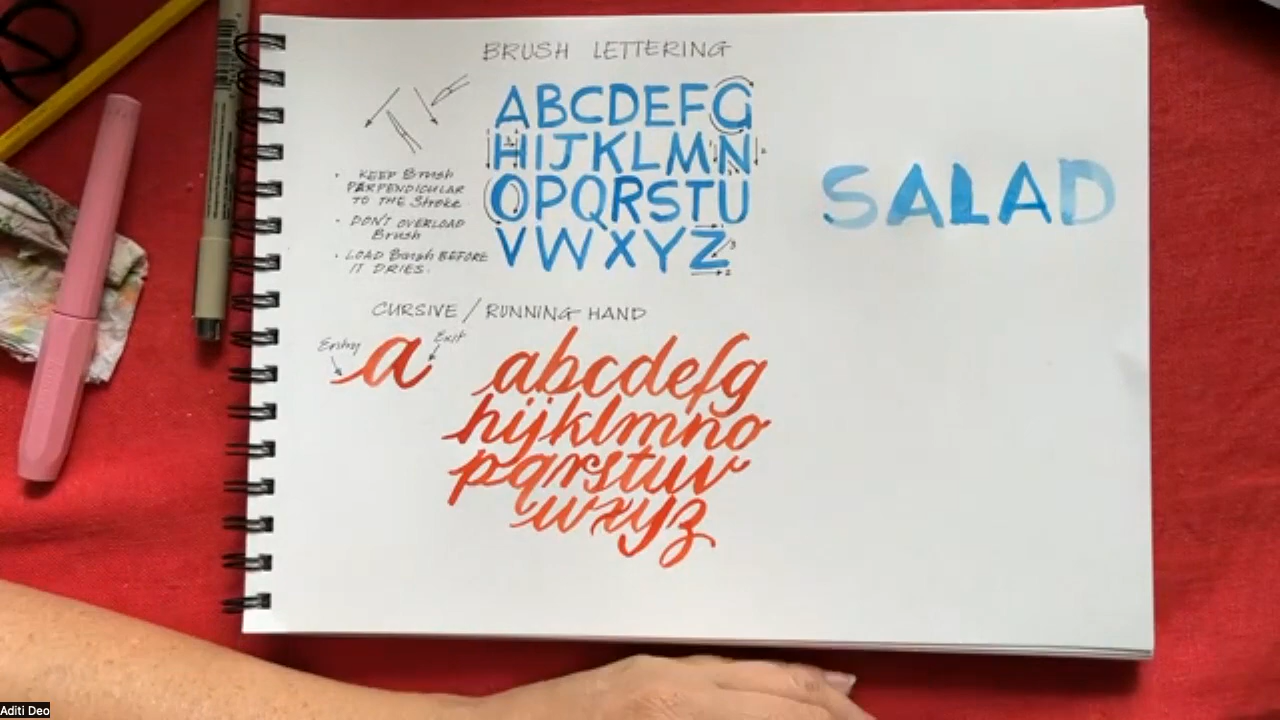 BRUSH LETTERING
ABCDEFG
HIJKLMN
OPQRSTU
VWXYZ
• KEEP Brush
PERPENDICULAR
TO THE Stroke
• DON'T OVERLOAD
Brush
• LOAD Brush BEFORE
IT DRIES.
SALAD
CURSIVE / RUNNING HAND
Entry
a
Exit
abcdefg
hijklmno
pqrstuv
wxyz
Aditi Deo